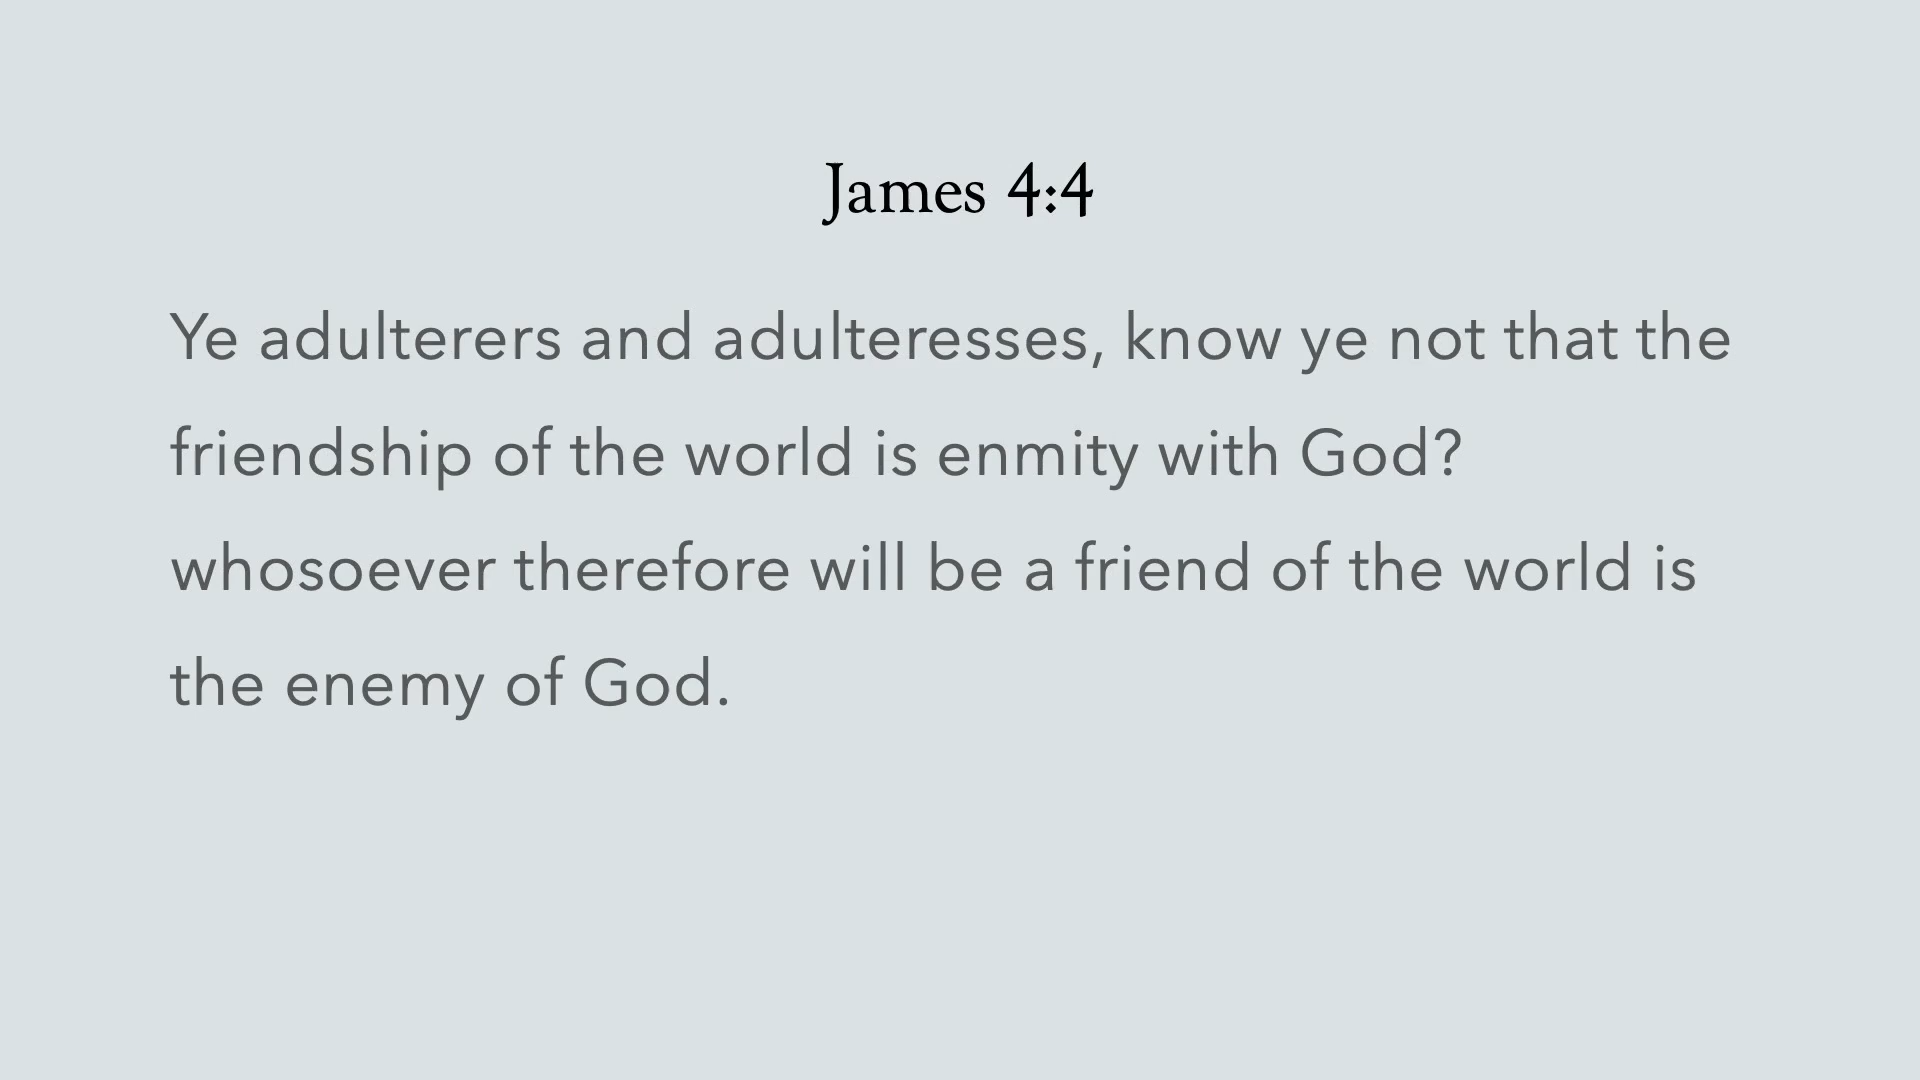 James 4:4
Ye adulterers and adulteresses, know ye not that the
friendship of the world is enmity with God?
whosoever therefore will be a friend of the world is
the enemy of God.